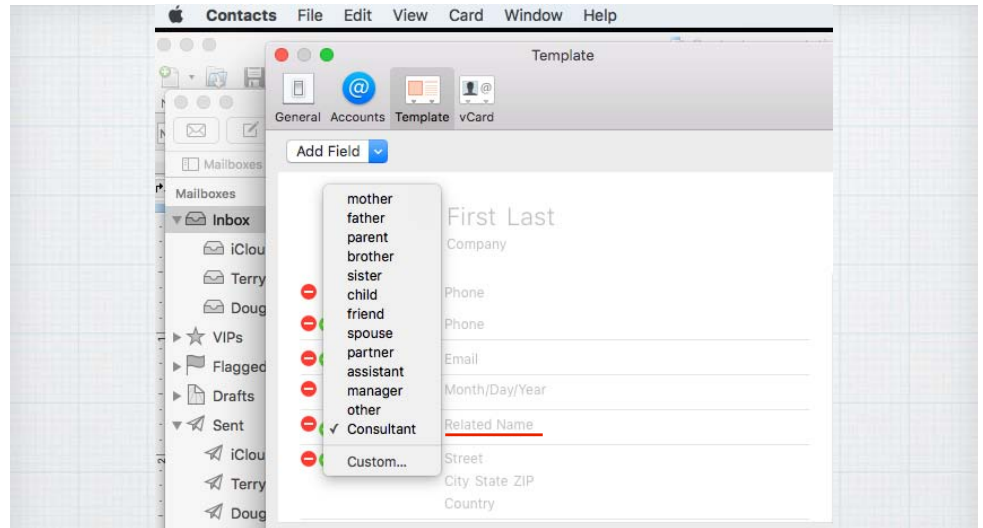 Contacts File Edit View Card Window Help
Template
General Accounts Template vCard
Add Field
Mailboxes
Mailboxes
Inbox
iClou
Terry
Doug
VIPs
Flagged
Drafts
Sent
iClou
Terry
Doug
mother
father
parent
brother
sister
child
friend
spouse
partner
assistant
manager
other
✓ Consultant
Custom...
First Last
Company
Phone
Phone
Email
Month/Day/Year
Related Name
Street
City State ZIP
Country